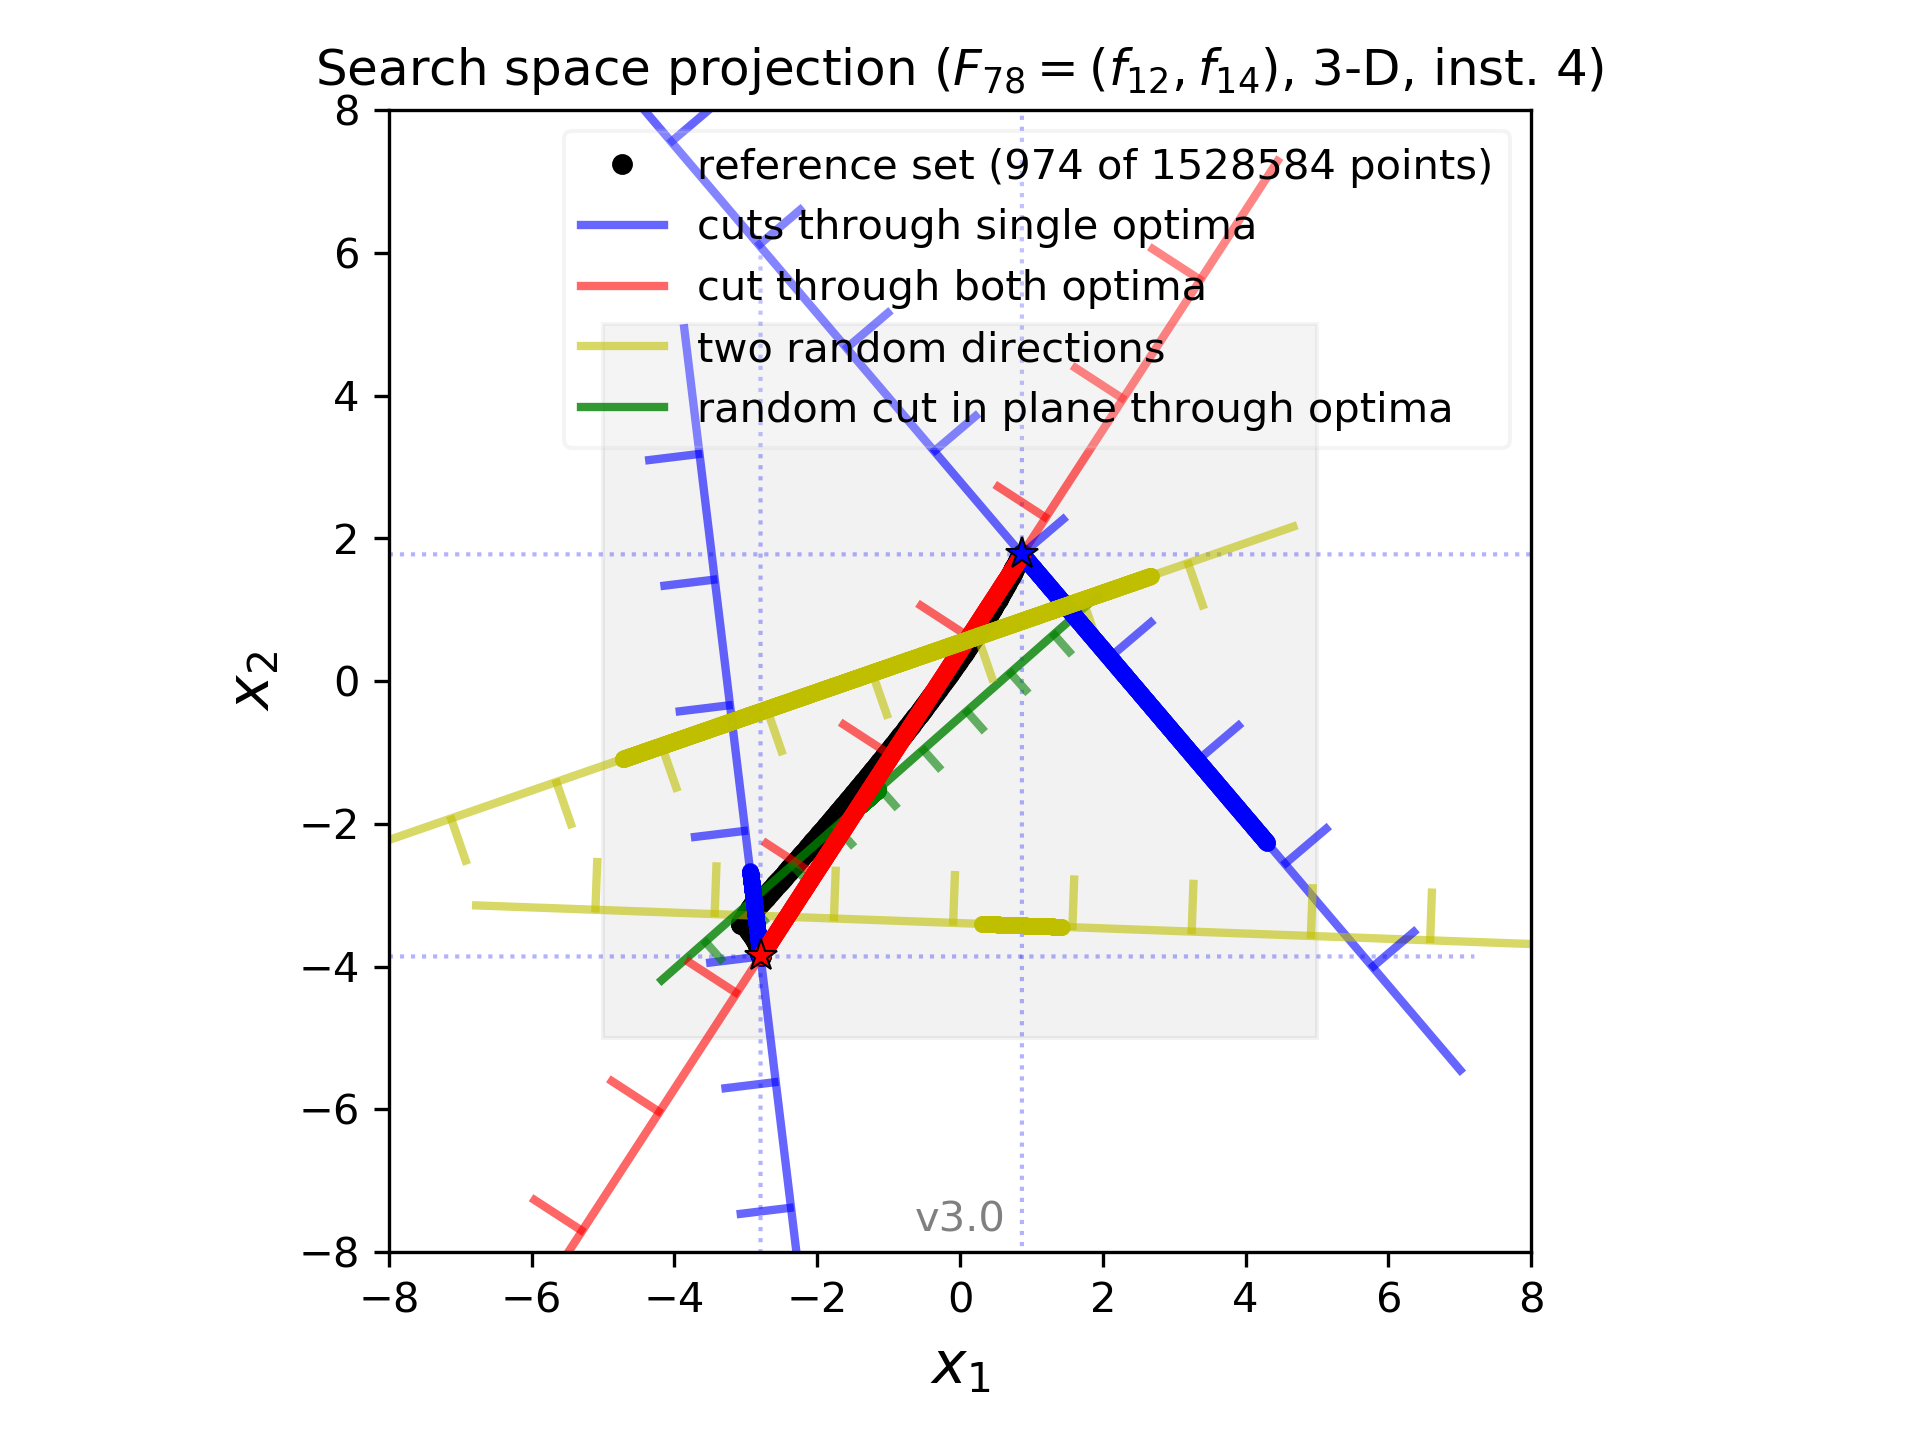 Search space projection (F78 = (f12, f14), 3-D, inst. 4)
reference set (974 of 1528584 points)
cuts through single optima
cut through both optima
two random directions
random cut in plane through optima
8
6
4
2
0
−2
−4
−6
−8
x2
v3.0
−8 −6 −4 −2 0 2 4 6 8
x1